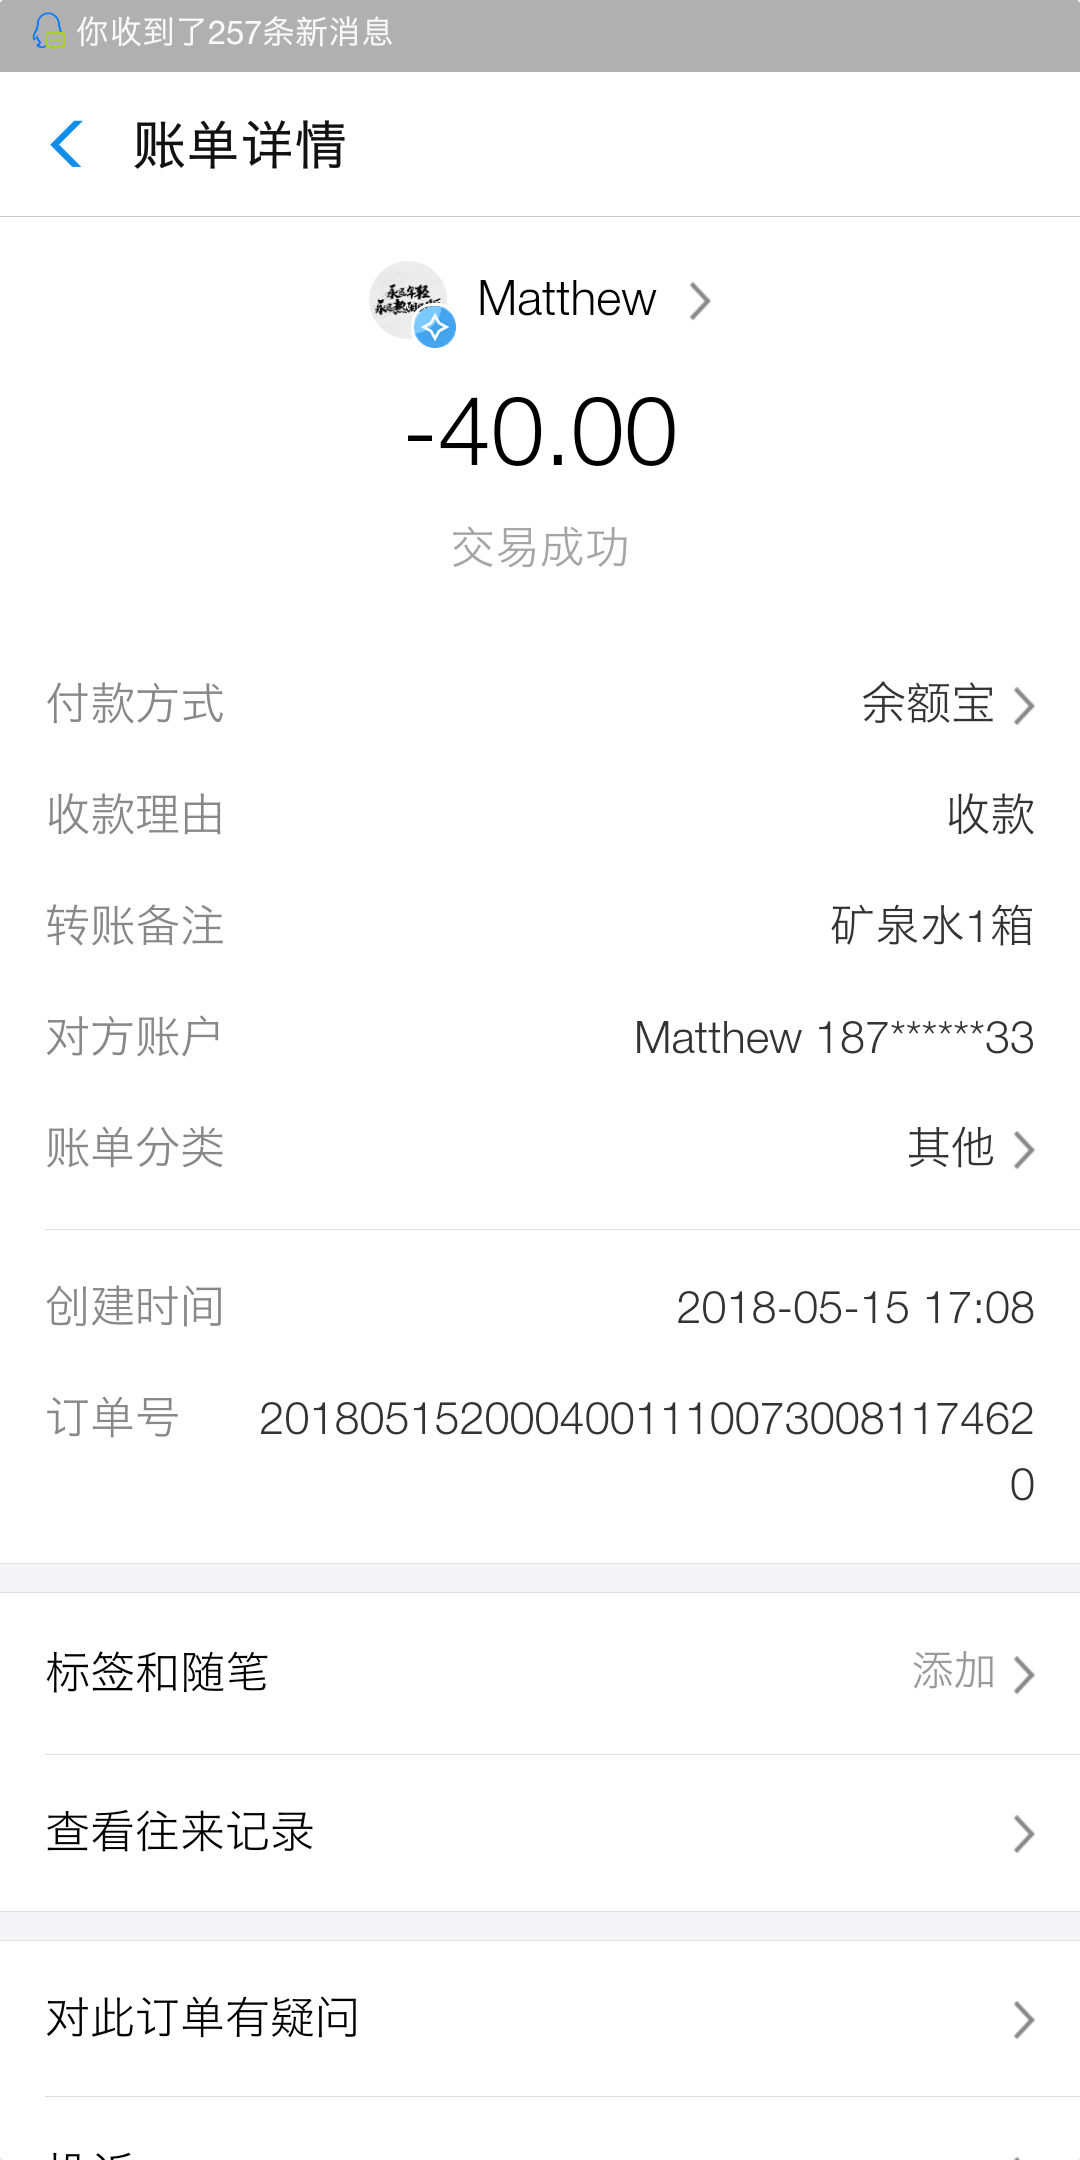 你收到了257条新消息
账单详情
Matthew
-40.00
交易成功
付款方式 余额宝
收款理由 收款
转账备注 矿泉水1箱
对方账户 Matthew 187******33
账单分类 其他
创建时间 2018-05-15 17:08
订单号 2018051520004001110073008117462
0
标签和随笔 添加
查看往来记录
对此订单有疑问